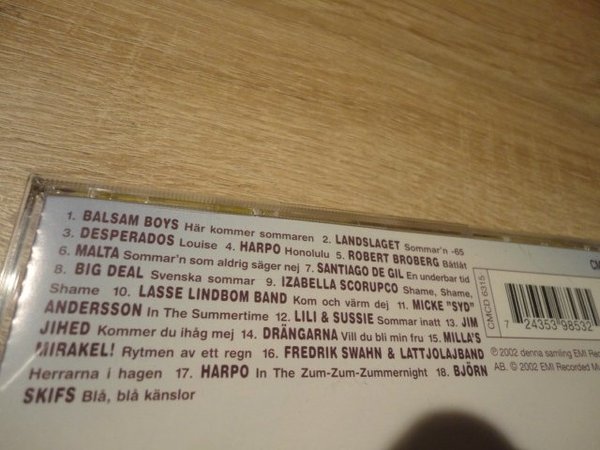 1. BALSAM BOYS Här kommer sommaren 2. LANDSLAGET Sommar'n -65
3. DESPERADOS Louise 4. HARPO Honolulu 5. ROBERT BROBERG Båtlåt
6. MALTA Sommar'n som aldrig säger nej 7. SANTIAGO DE GIL En underbar tid
8. BIG DEAL Svenska sommar 9. IZABELLA SCORUPCO Shame, Shame,
Shame 10. LASSE LINDBOM BAND Kom och värm dej 11. MICKE "SYD"
ANDERSSON In The Summertime 12. LILI & SUSSIE Sommar inatt 13. JIM
JIHED Kommer du ihåg mej 14. DRÄNGARNA Vill du bli min fru 15. MILLA'S
MIRAKEL! Rytmen av ett regn 16. FREDRIK SWAHN & LATTJOLAJBAND
Herrarna i hagen 17. HARPO In The Zum-Zum-Zummernight 18. BJÖRN
SKIFS Blå, blå känslor
CMCD 6315
7 24353 98532
℗ 2002 denna samling EMI
AB. © 2002 EMI Recorded